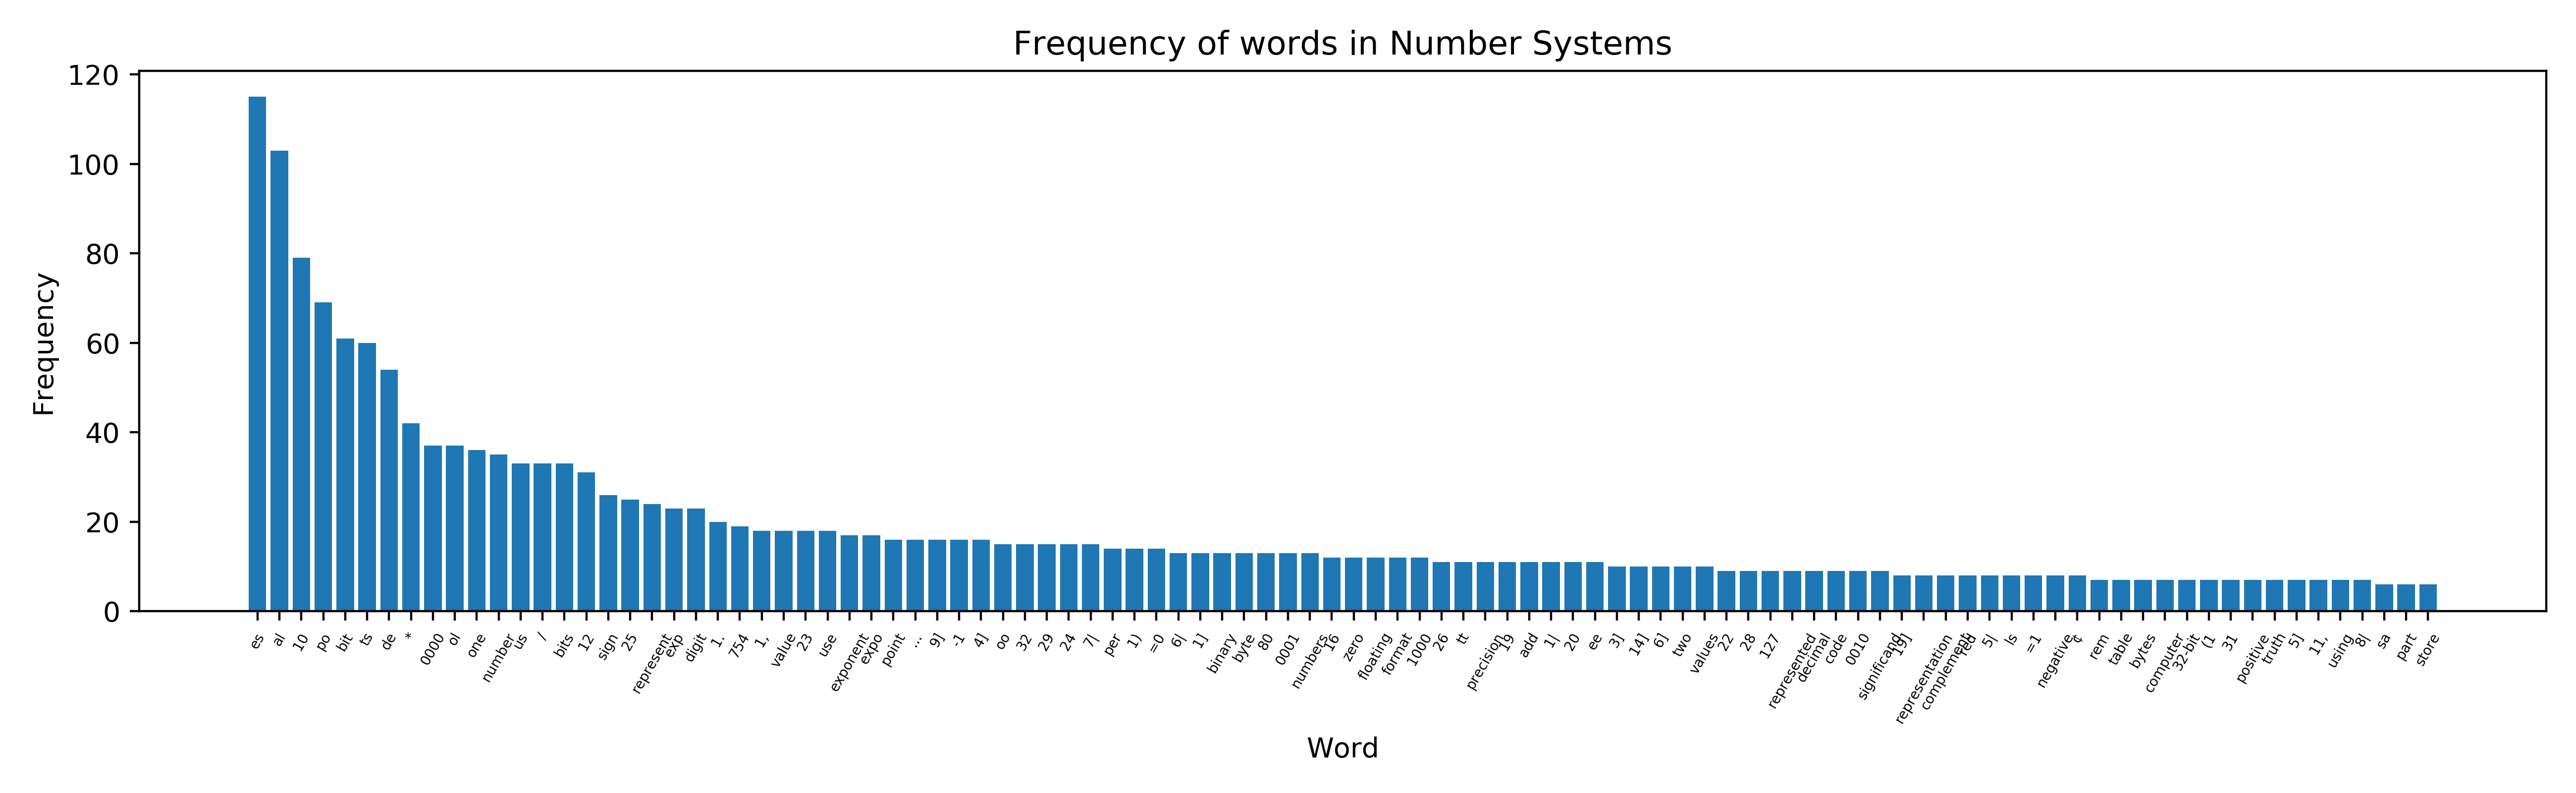 Frequency of words in Number Systems
Frequency
120
100
80
60
40
20
0
es
al
10
po
bit
ts
de
*
0000
ol
one
number
us
/
bits
12
sign
25
represent
exp
digit
1.
754
1,
value
23
use
exponent
expo
point
...
9]
-1
4]
oo
32
29
24
7|
per
1)
=0
6|
1]
binary
byte
80
0001
numbers
16
zero
floating
format
1000
26
tt
precision
19
add
1|
20
ee
3]
14]
6]
two
values
22
28
127
represented
decimal
code
0010
significand
19]
representation
complement
red
5|
ls
=1
negative
rem
table
bytes
computer
32-bit
(1
31
positive
truth
5]
11,
using
8|
sa
part
store
Word